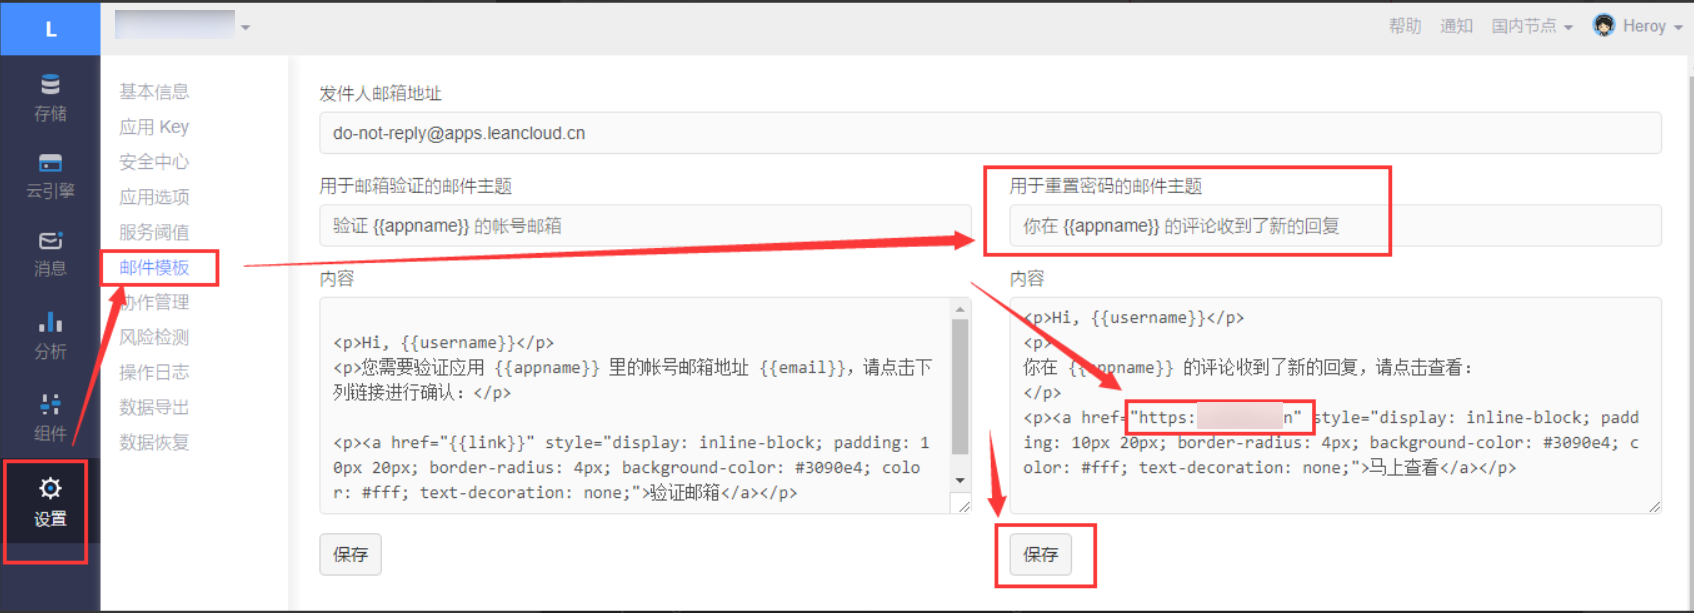 L
帮助 通知 国内节点 Heroy
存储
云引擎
消息
分析
组件
设置
基本信息
应用 Key
安全中心
应用选项
服务阈值
邮件模板
协作管理
风险检测
操作日志
数据导出
数据恢复
发件人邮箱地址
do-not-reply@apps.leancloud.cn
用于邮箱验证的邮件主题
验证 {{appname}} 的帐号邮箱
内容
<p>Hi, {{username}}</p>
<p>您需要验证应用 {{appname}} 里的帐号邮箱地址 {{email}}，请点击下
列链接进行确认：</p>
<p><a href="{{link}}" style="display: inline-block; padding: 1
0px 20px; border-radius: 4px; background-color: #3090e4; colo
r: #fff; text-decoration: none;">验证邮箱</a></p>
保存
用于重置密码的邮件主题
你在 {{appname}} 的评论收到了新的回复
内容
<p>Hi, {{username}}</p>
<p>
你在 {{appname}} 的评论收到了新的回复，请点击查看：
</p>
<p><a href="https: n" style="display: inline-block; padd
ing: 10px 20px; border-radius: 4px; background-color: #3090e4; c
olor: #fff; text-decoration: none;">马上查看</a></p>
保存